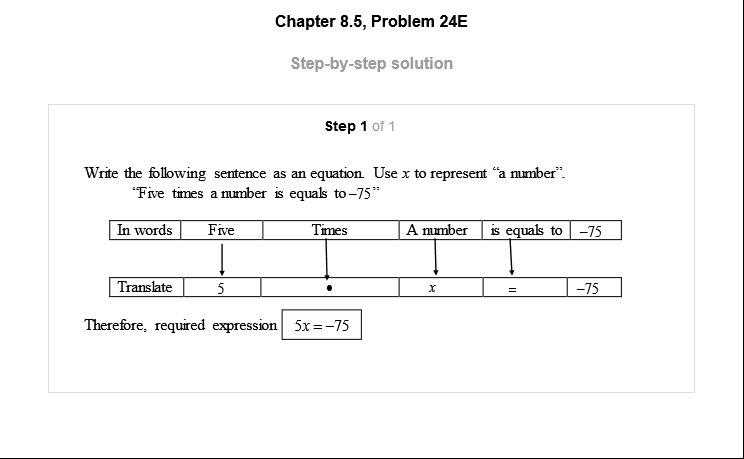 Chapter 8.5, Problem 24E
Step-by-step solution
Step 1 of 1
Write the following sentence as an equation. Use x to represent “a number”.
“Five times a number is equals to –75”
In words Five Times A number is equals to –75
Translate 5 • x = –75
Therefore, required expression 5x = –75